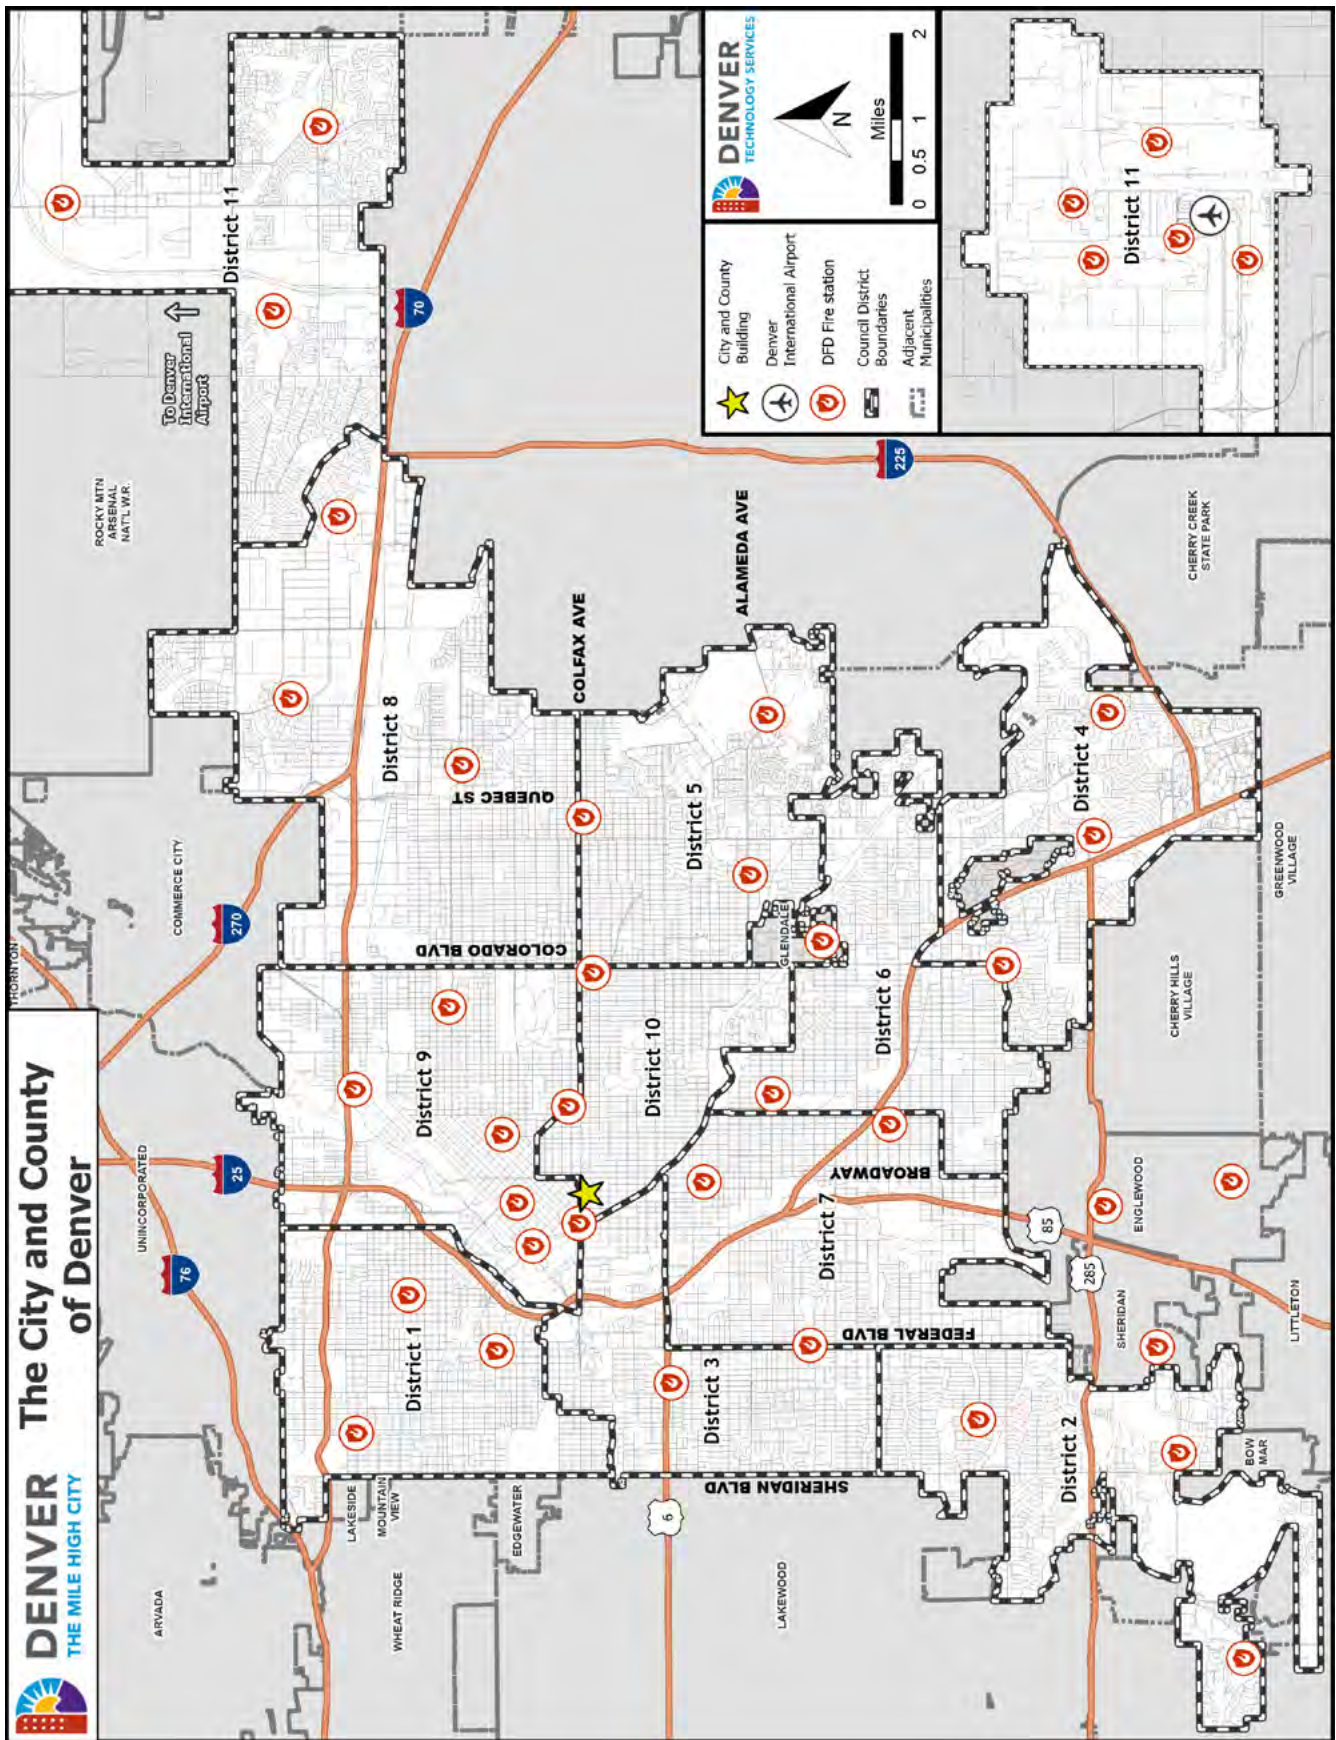 DENVER
THE MILE HIGH CITY
The City and County
of Denver
ARVADA
UNINCORPORATED
THORNTON
COMMERCE CITY
ROCKY MTN
ARSENAL
NAT'L W.R.
76
25
270
To Denver
International
Airport
District 11
70
LAKESIDE
MOUNTAIN
VIEW
WHEAT RIDGE
EDGEWATER
District 1
District 9
District 8
COLORADO BLVD
QUEBEC ST
COLFAX AVE
6
District 3
District 10
District 5
ALAMEDA AVE
GLENDALE
SHERIDAN BLVD
LAKEWOOD
District 7
BROADWAY
District 6
225
FEDERAL BLVD
District 2
285
85
District 4
SHERIDAN
ENGLEWOOD
CHERRY HILLS
VILLAGE
CHERRY CREEK
STATE PARK
BOW
MAR
LITTLETON
GREENWOOD
VILLAGE
City and County
Building
Denver
International Airport
DFD Fire station
Council District
Boundaries
Adjacent
Municipalities
DENVER
TECHNOLOGY SERVICES
N
Miles
0 0.5 1 2
District 11